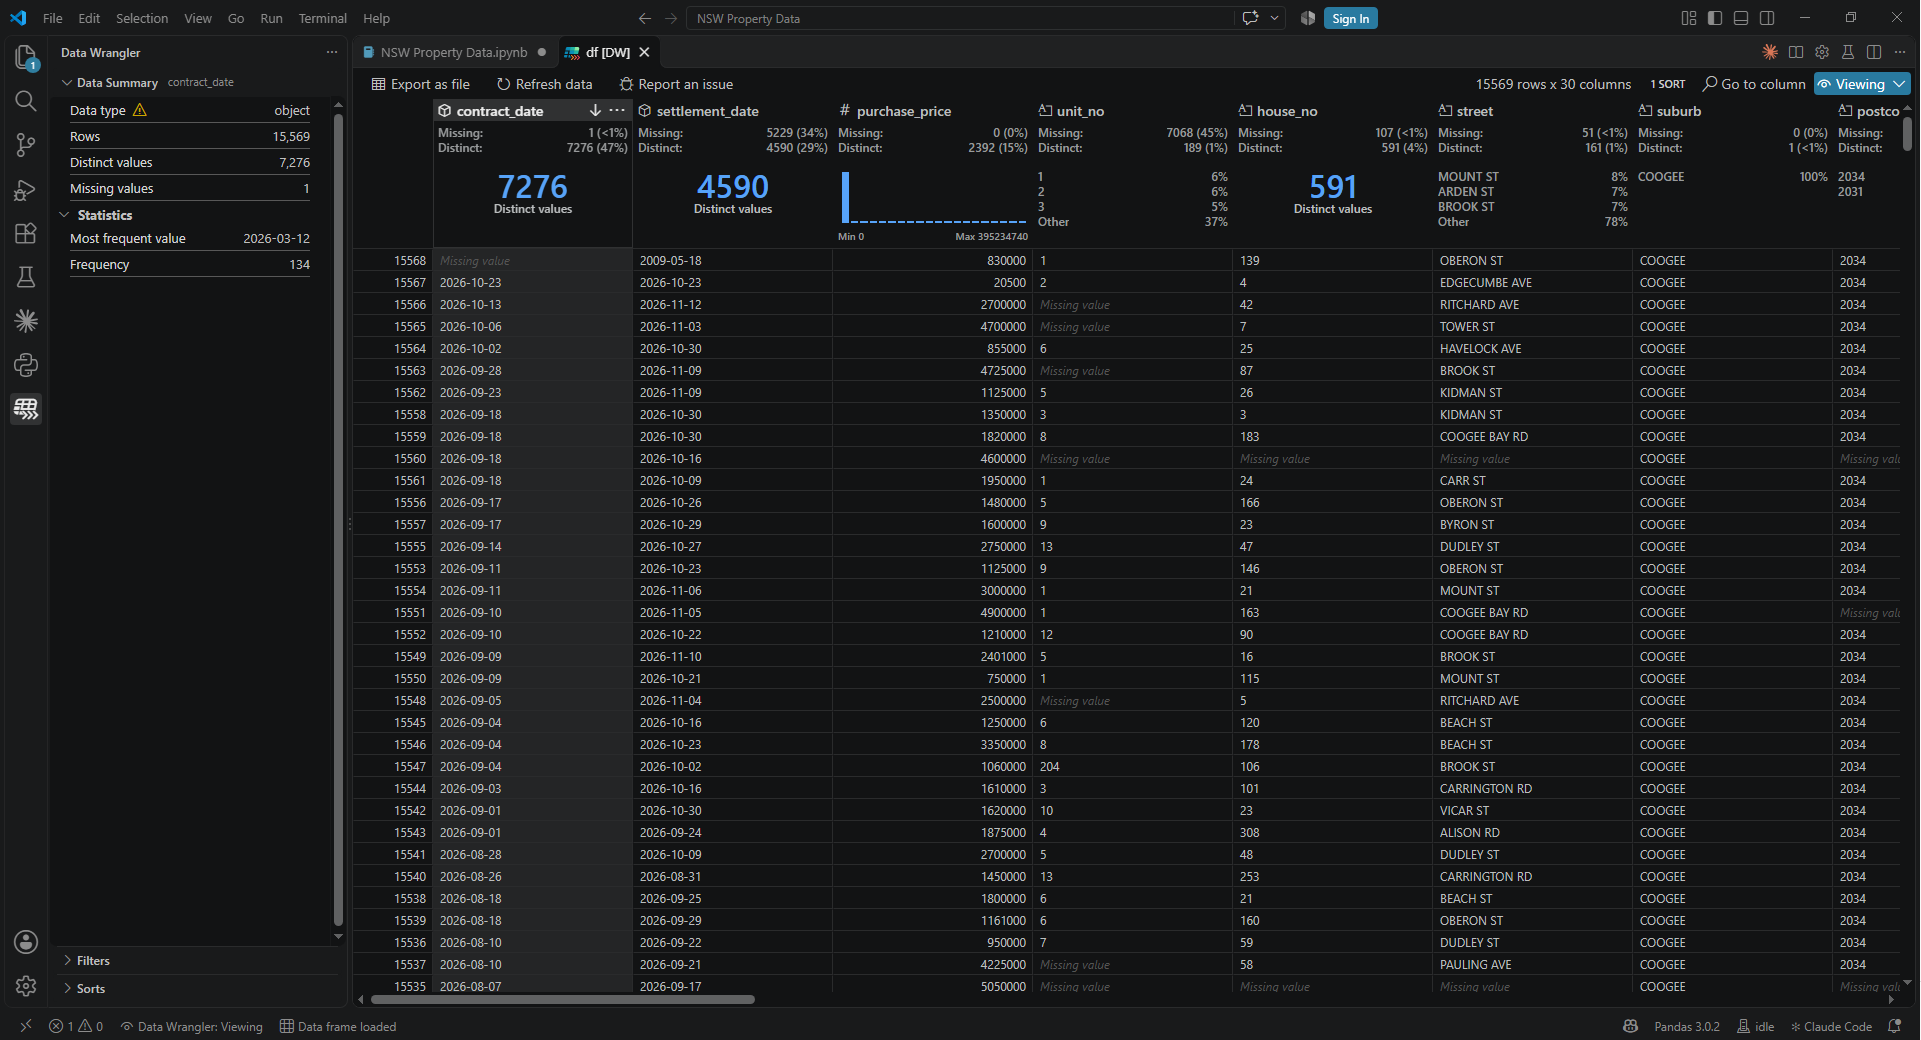 File Edit Selection View Go Run Terminal Help
NSW Property Data
Sign In
Data Wrangler
Data Summary contract_date
Data type object
Rows 15,569
Distinct values 7,276
Missing values 1
Statistics
Most frequent value 2026-03-12
Frequency 134
Filters
Sorts
1
NSW Property Data.ipynb
df [DW]
Export as file Refresh data Report an issue
15569 rows x 30 columns 1 SORT Go to column Viewing
contract_date settlement_date # purchase_price unit_no house_no street suburb postco
Missing: 1 (<1%) Missing: 5229 (34%) Missing: 0 (0%) Missing: 7068 (45%) Missing: 107 (<1%) Missing: 51 (<1%) Missing: 0 (0%) Missing:
Distinct: 7276 (47%) Distinct: 4590 (29%) Distinct: 2392 (15%) Distinct: 189 (1%) Distinct: 591 (4%) Distinct: 161 (1%) Distinct: 1 (<1%) Distinct:
7276
Distinct values
4590
Distinct values
Min 0 Max 395234740
1 6%
2 6%
3 5%
Other 37%
591
Distinct values
MOUNT ST 8%
ARDEN ST 7%
BROOK ST 7%
Other 78%
COOGEE 100%
2034
2031
15568 Missing value 2009-05-18 830000 1 139 OBERON ST COOGEE 2034
15567 2026-10-23 2026-10-23 20500 2 4 EDGECUMBE AVE COOGEE 2034
15566 2026-10-13 2026-11-12 2700000 Missing value 42 RITCHARD AVE COOGEE 2034
15565 2026-10-06 2026-11-03 4700000 Missing value 7 TOWER ST COOGEE 2034
15564 2026-10-02 2026-10-30 855000 6 25 HAVELOCK AVE COOGEE 2034
15563 2026-09-28 2026-11-09 4725000 Missing value 87 BROOK ST COOGEE 2034
15562 2026-09-23 2026-11-09 1125000 5 26 KIDMAN ST COOGEE 2034
15558 2026-09-18 2026-10-30 1350000 3 3 KIDMAN ST COOGEE 2034
15559 2026-09-18 2026-10-30 1820000 8 183 COOGEE BAY RD COOGEE 2034
15560 2026-09-18 2026-10-16 4600000 Missing value Missing value Missing value COOGEE Missing valu
15561 2026-09-18 2026-10-09 1950000 1 24 CARR ST COOGEE 2034
15556 2026-09-17 2026-10-26 1480000 5 166 OBERON ST COOGEE 2034
15557 2026-09-17 2026-10-29 1600000 9 23 BYRON ST COOGEE 2034
15555 2026-09-14 2026-10-27 2750000 13 47 DUDLEY ST COOGEE 2034
15553 2026-09-11 2026-10-23 1125000 9 146 OBERON ST COOGEE 2034
15554 2026-09-11 2026-11-06 3000000 1 21 MOUNT ST COOGEE 2034
15551 2026-09-10 2026-11-05 4900000 1 163 COOGEE BAY RD COOGEE Missing valu
15552 2026-09-10 2026-10-22 1210000 12 90 COOGEE BAY RD COOGEE 2034
15549 2026-09-09 2026-11-10 2401000 5 16 BROOK ST COOGEE 2034
15550 2026-09-09 2026-10-21 750000 1 115 MOUNT ST COOGEE 2034
15548 2026-09-05 2026-11-04 2500000 Missing value 5 RITCHARD AVE COOGEE 2034
15545 2026-09-04 2026-10-16 1250000 6 120 BEACH ST COOGEE 2034
15546 2026-09-04 2026-10-23 3350000 8 178 BEACH ST COOGEE 2034
15547 2026-09-04 2026-10-02 1060000 204 106 BROOK ST COOGEE 2034
15544 2026-09-03 2026-10-16 1610000 3 101 CARRINGTON RD COOGEE 2034
15542 2026-09-01 2026-10-30 1620000 10 23 VICAR ST COOGEE 2034
15543 2026-09-01 2026-09-24 1875000 4 308 ALISON RD COOGEE 2034
15541 2026-08-28 2026-10-09 2700000 5 48 DUDLEY ST COOGEE 2034
15540 2026-08-26 2026-08-31 1450000 13 253 CARRINGTON RD COOGEE 2034
15538 2026-08-18 2026-09-25 1800000 6 21 BEACH ST COOGEE 2034
15539 2026-08-18 2026-09-29 1161000 6 160 OBERON ST COOGEE 2034
15536 2026-08-10 2026-09-22 950000 7 59 DUDLEY ST COOGEE 2034
15537 2026-08-10 2026-09-21 4225000 Missing value 58 PAULING AVE COOGEE 2034
15535 2026-08-07 2026-09-17 5050000 Missing value Missing value Missing value COOGEE Missing valu
1 0 Data Wrangler: Viewing Data frame loaded Pandas 3.0.2 idle Claude Code